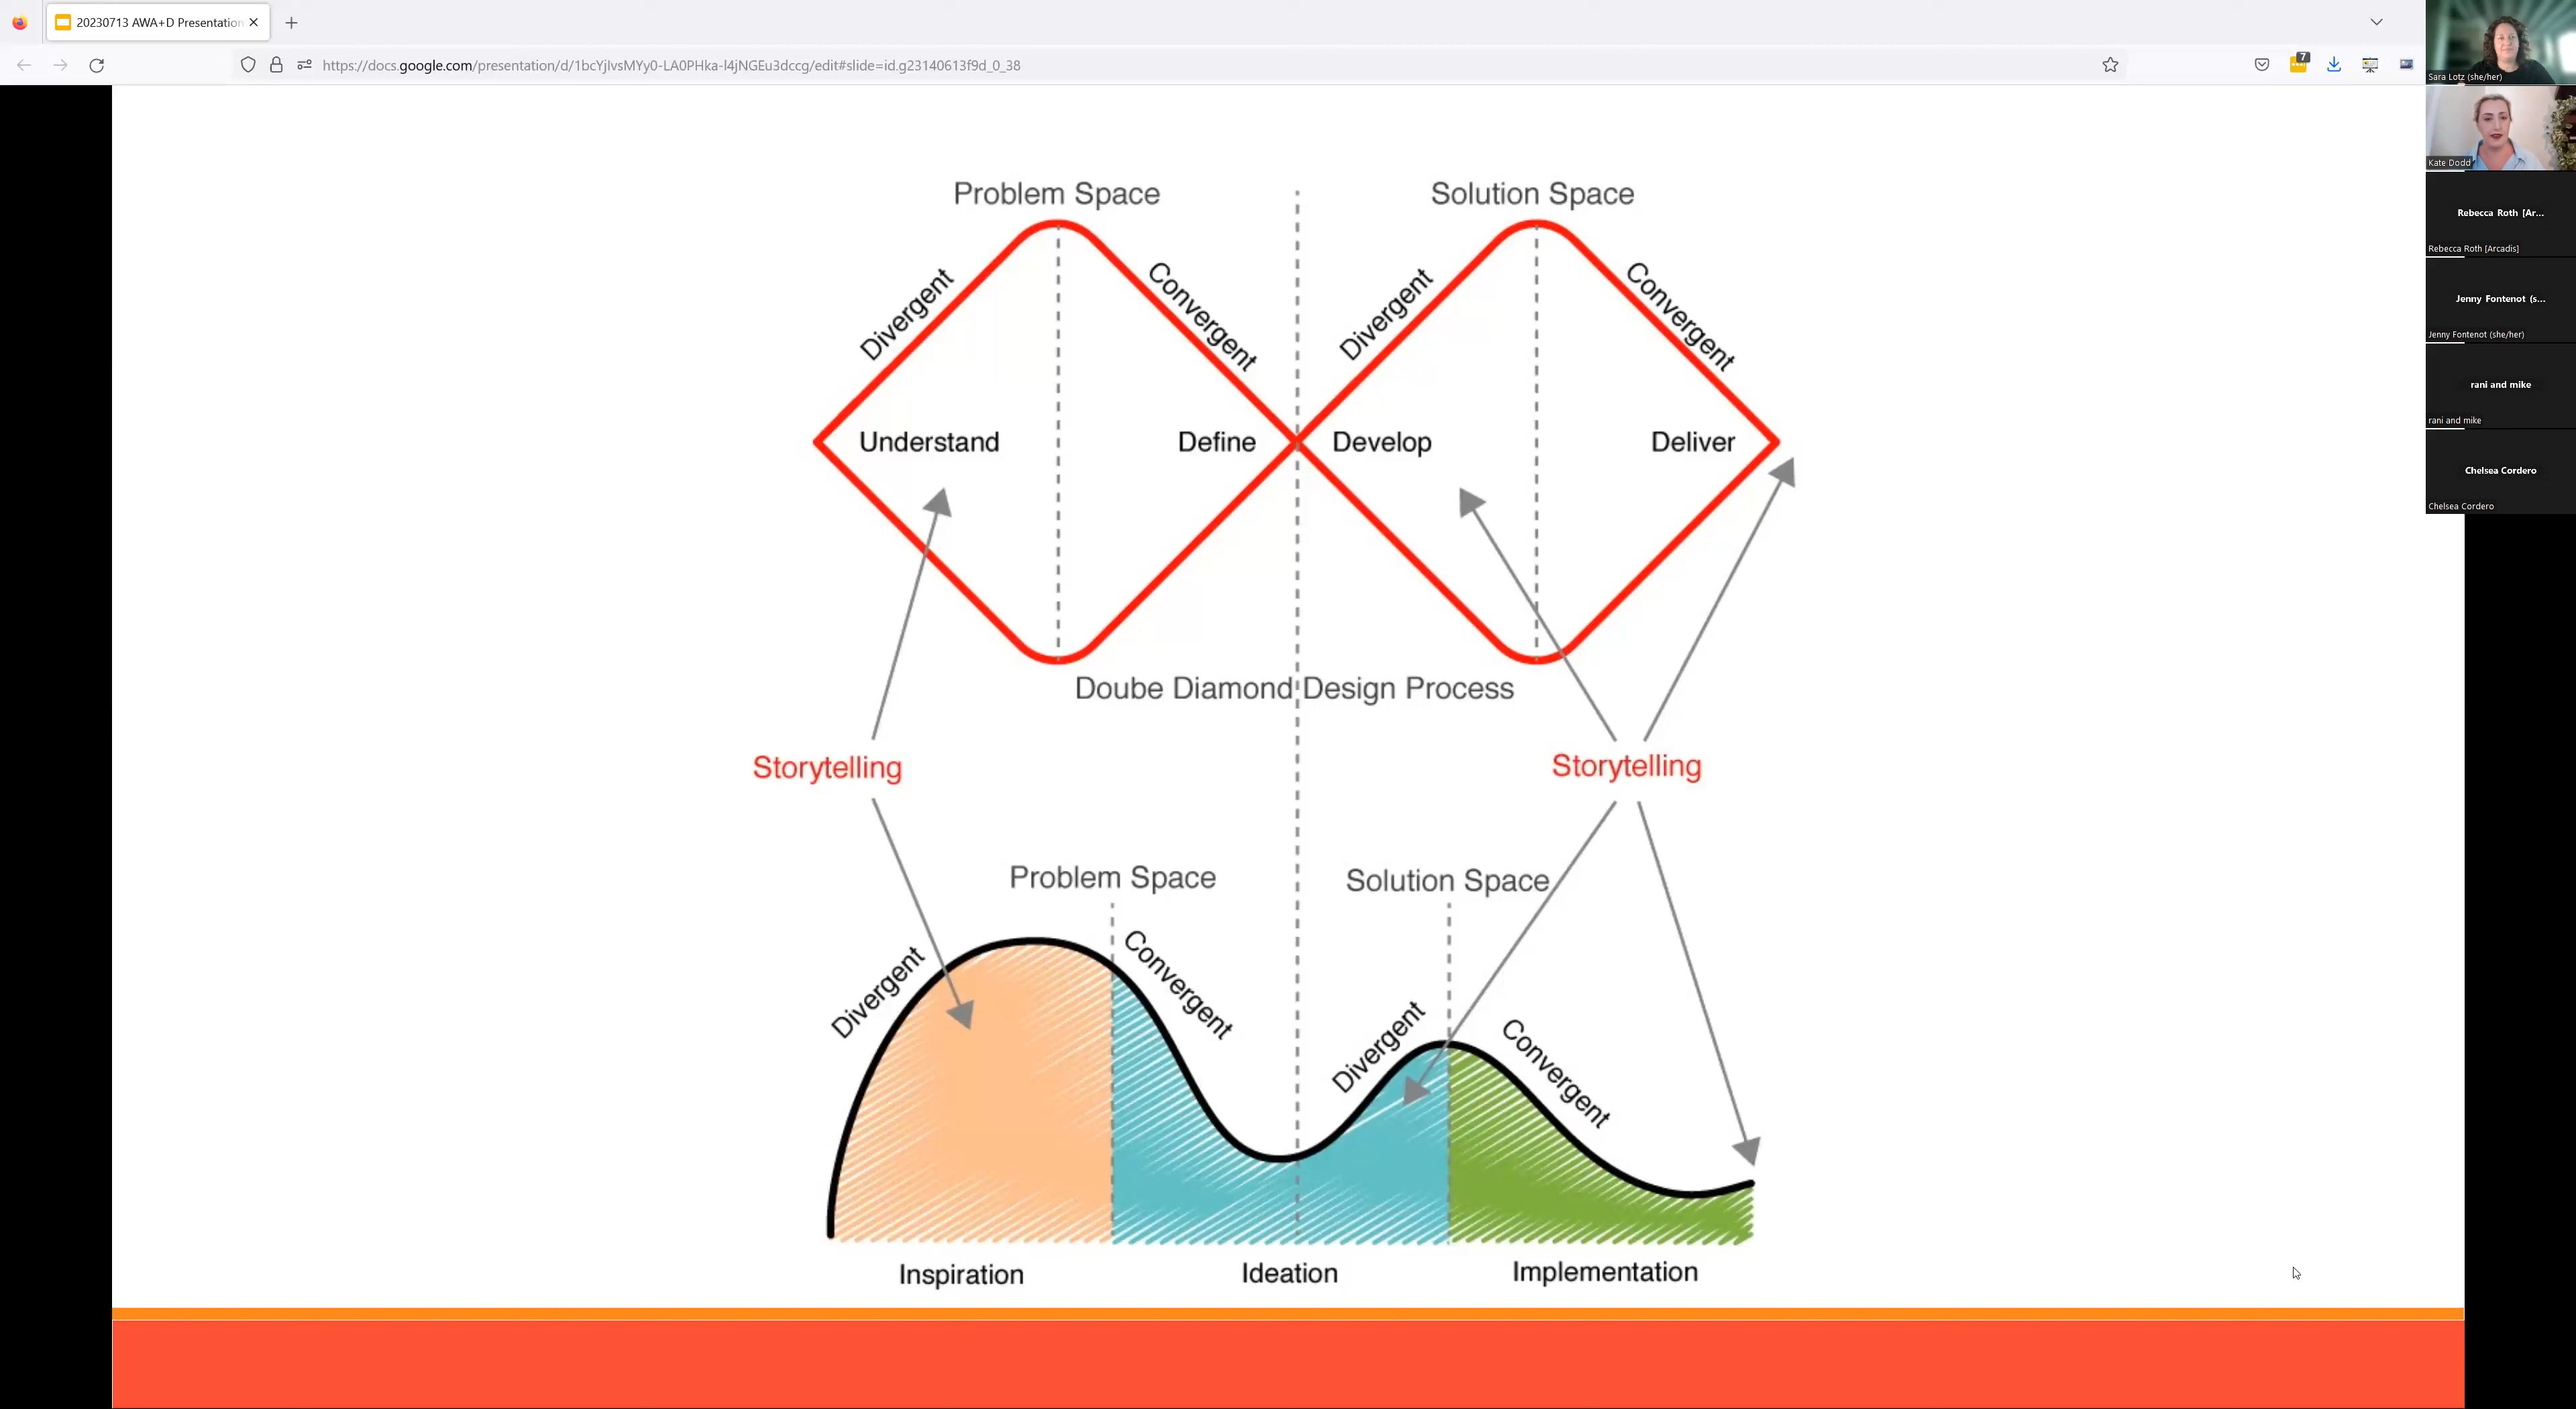 20230713 AWA+D Presentation
https://docs.google.com/presentation/d/1bcYjlvsMYy0-LA0PHka-l4jNGEu3dccg/edit#slide=id.g23140613f9d_0_38
7
Sara Lotz (she/her)
Kate Dodd
Rebecca Roth [Ar...
Rebecca Roth [Arcadis]
Jenny Fontenot (s...
Jenny Fontenot (she/her)
rani and mike
rani and mike
Chelsea Cordero
Chelsea Cordero
Problem Space
Solution Space
Divergent
Convergent
Divergent
Convergent
Understand
Define
Develop
Deliver
Doube Diamond Design Process
Storytelling
Storytelling
Problem Space
Solution Space
Divergent
Convergent
Divergent
Convergent
Inspiration
Ideation
Implementation